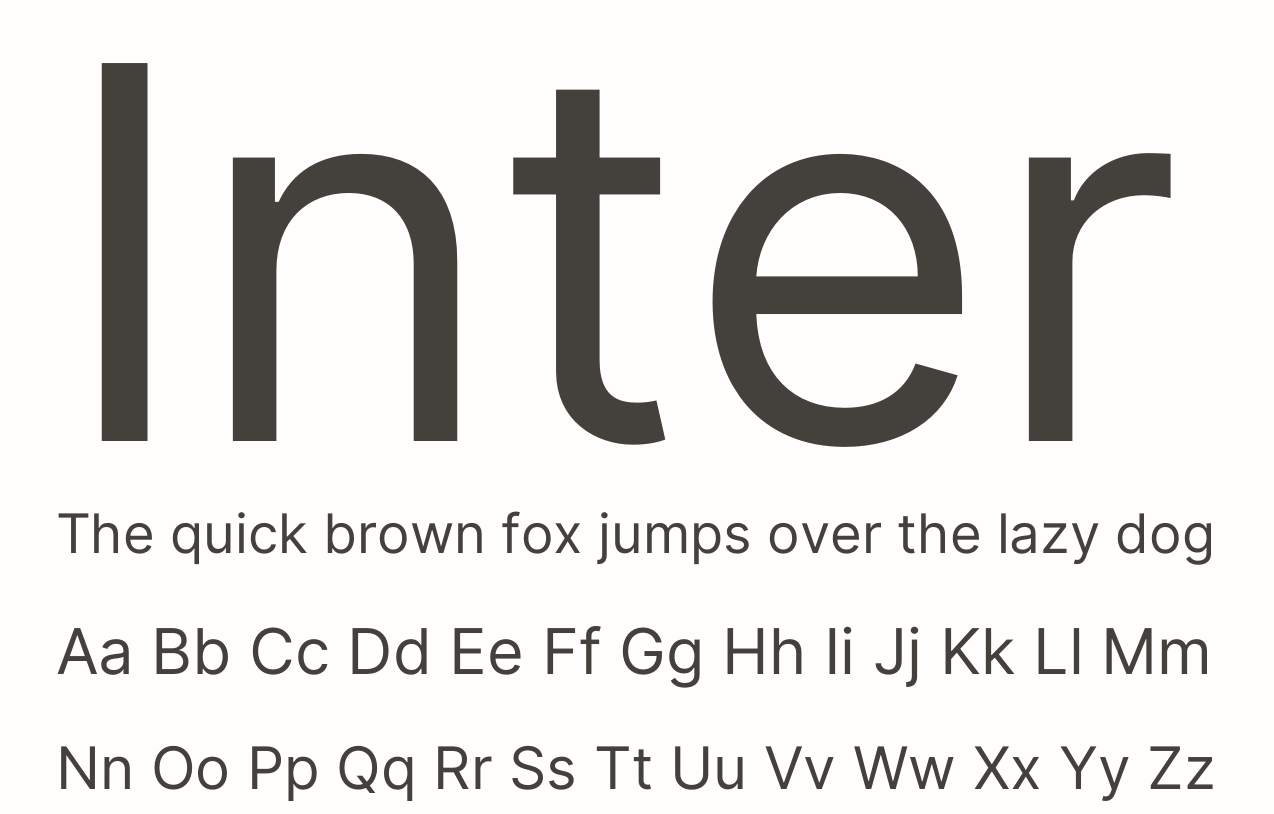 Inter
The quick brown fox jumps over the lazy dog
Aa Bb Cc Dd Ee Ff Gg Hh Ii Jj Kk Ll Mm
Nn Oo Pp Qq Rr Ss Tt Uu Vv Ww Xx Yy Zz